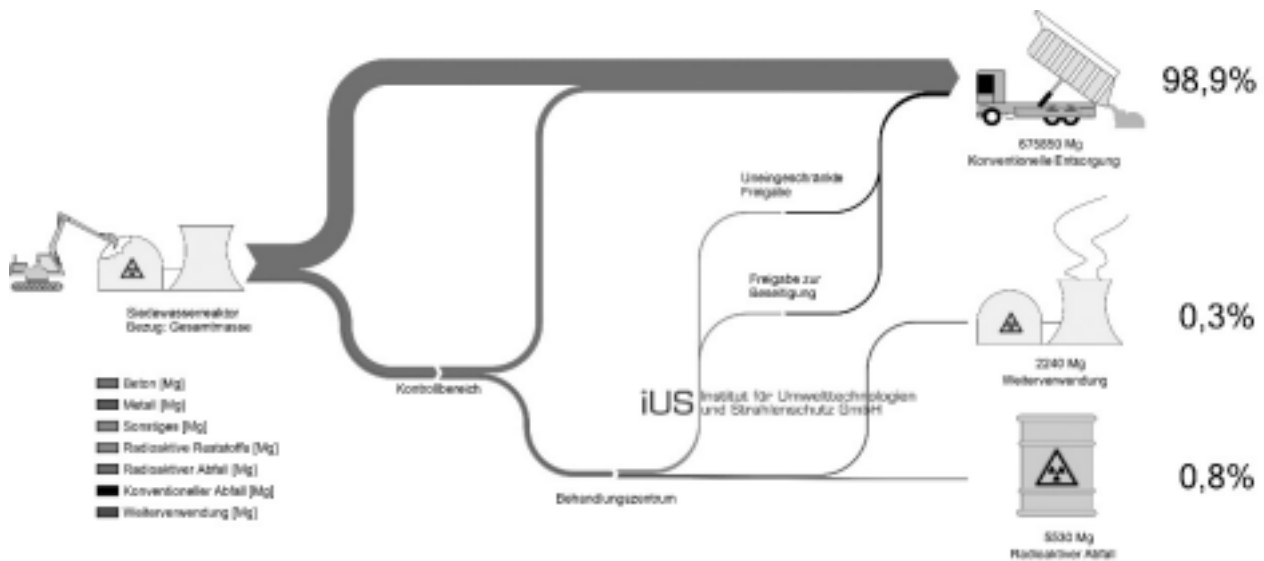 98,9%
675850 Mg
Konventionelle Entsorgung
Uneingeschränkte
Freigabe
Freigabe zur
Beseitigung
Siedewasserreaktor
Bezug: Gesamtmasse
0,3%
2240 Mg
Weiterverwendung
Kontrollbereich
iUS Institut für Umwelttechnologien
und Strahlenschutz GmbH
Beton [Mg]
Metall [Mg]
Sonstiges [Mg]
Radioaktive Reststoffe [Mg]
Radioaktiver Abfall [Mg]
Konventioneller Abfall [Mg]
Weiterverwendung [Mg]
Behandlungszentrum
0,8%
5530 Mg
Radioaktiver Abfall